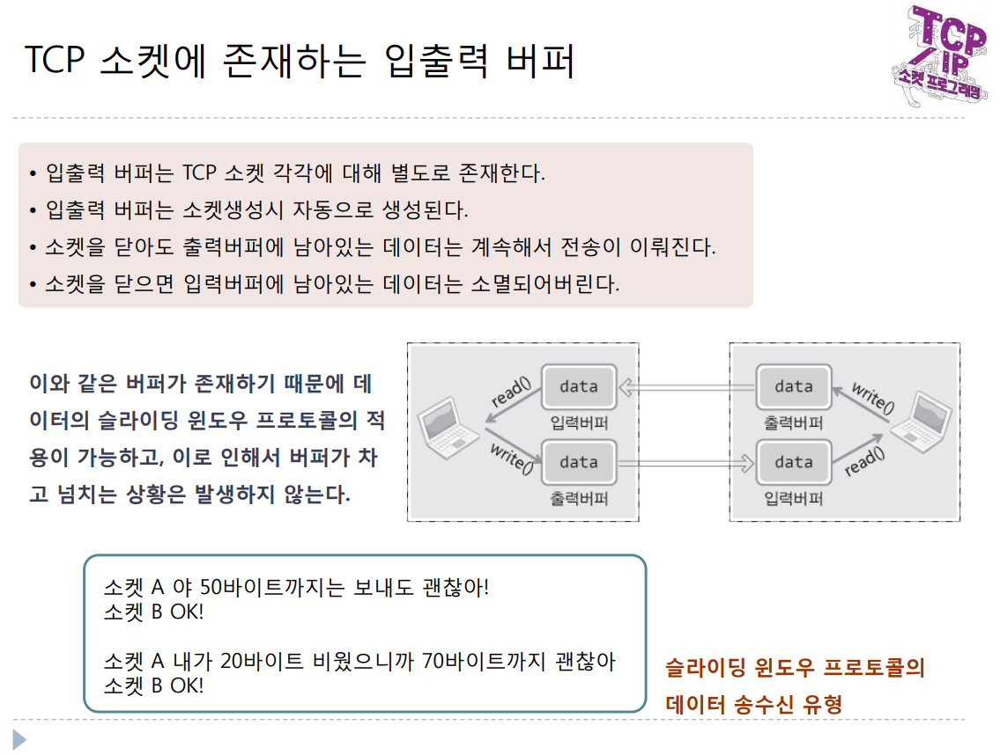 TCP 소켓에 존재하는 입출력 버퍼
TCP
/IP
소켓 프로그래밍
• 입출력 버퍼는 TCP 소켓 각각에 대해 별도로 존재한다.
• 입출력 버퍼는 소켓생성시 자동으로 생성된다.
• 소켓을 닫아도 출력버퍼에 남아있는 데이터는 계속해서 전송이 이뤄진다.
• 소켓을 닫으면 입력버퍼에 남아있는 데이터는 소멸되어버린다.
이와 같은 버퍼가 존재하기 때문에 데
이터의 슬라이딩 윈도우 프로토콜의 적
용이 가능하고, 이로 인해서 버퍼가 차
고 넘치는 상황은 발생하지 않는다.
read()
data
입력버퍼
write()
data
출력버퍼
data
출력버퍼
write()
data
입력버퍼
read()
소켓 A 야 50바이트까지는 보내도 괜찮아!
소켓 B OK!
소켓 A 내가 20바이트 비웠으니까 70바이트까지 괜찮아
소켓 B OK!
슬라이딩 윈도우 프로토콜의
데이터 송수신 유형